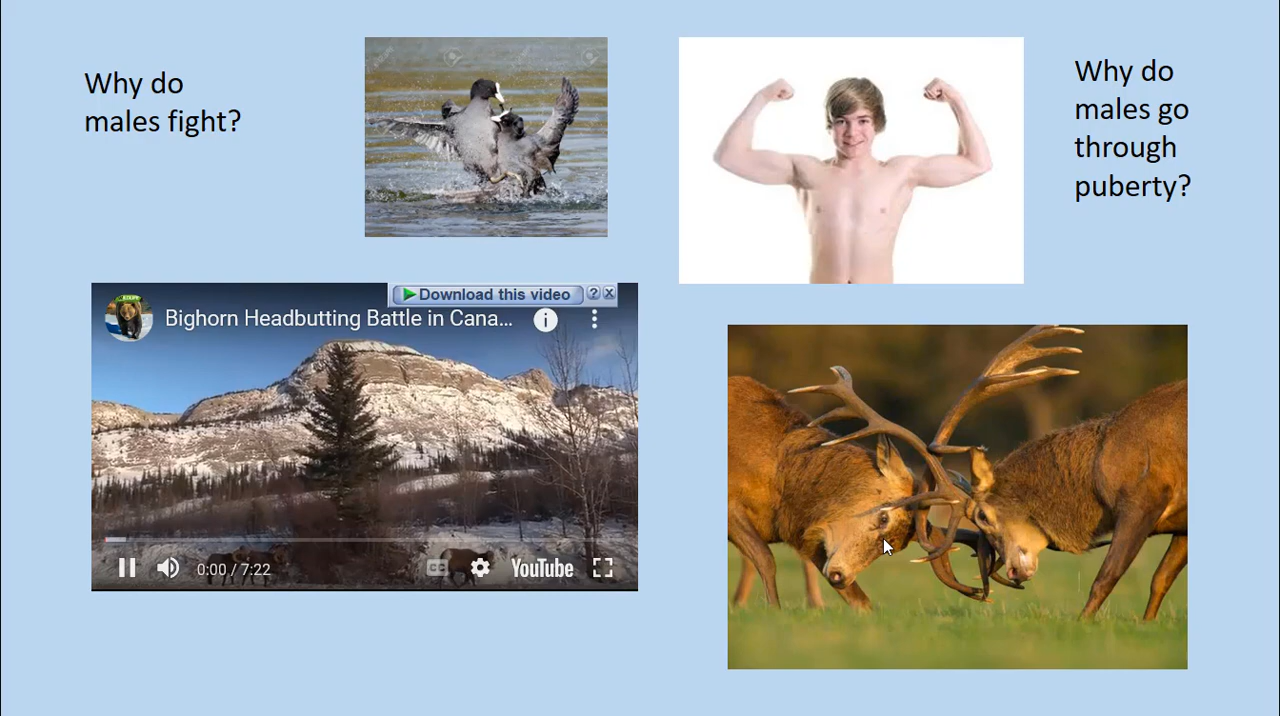 Why do
males fight?
Why do
males go
through
puberty?
Download this video
?
X
Bighorn Headbutting Battle in Cana...
i
0:00 / 7:22
CC
YouTube